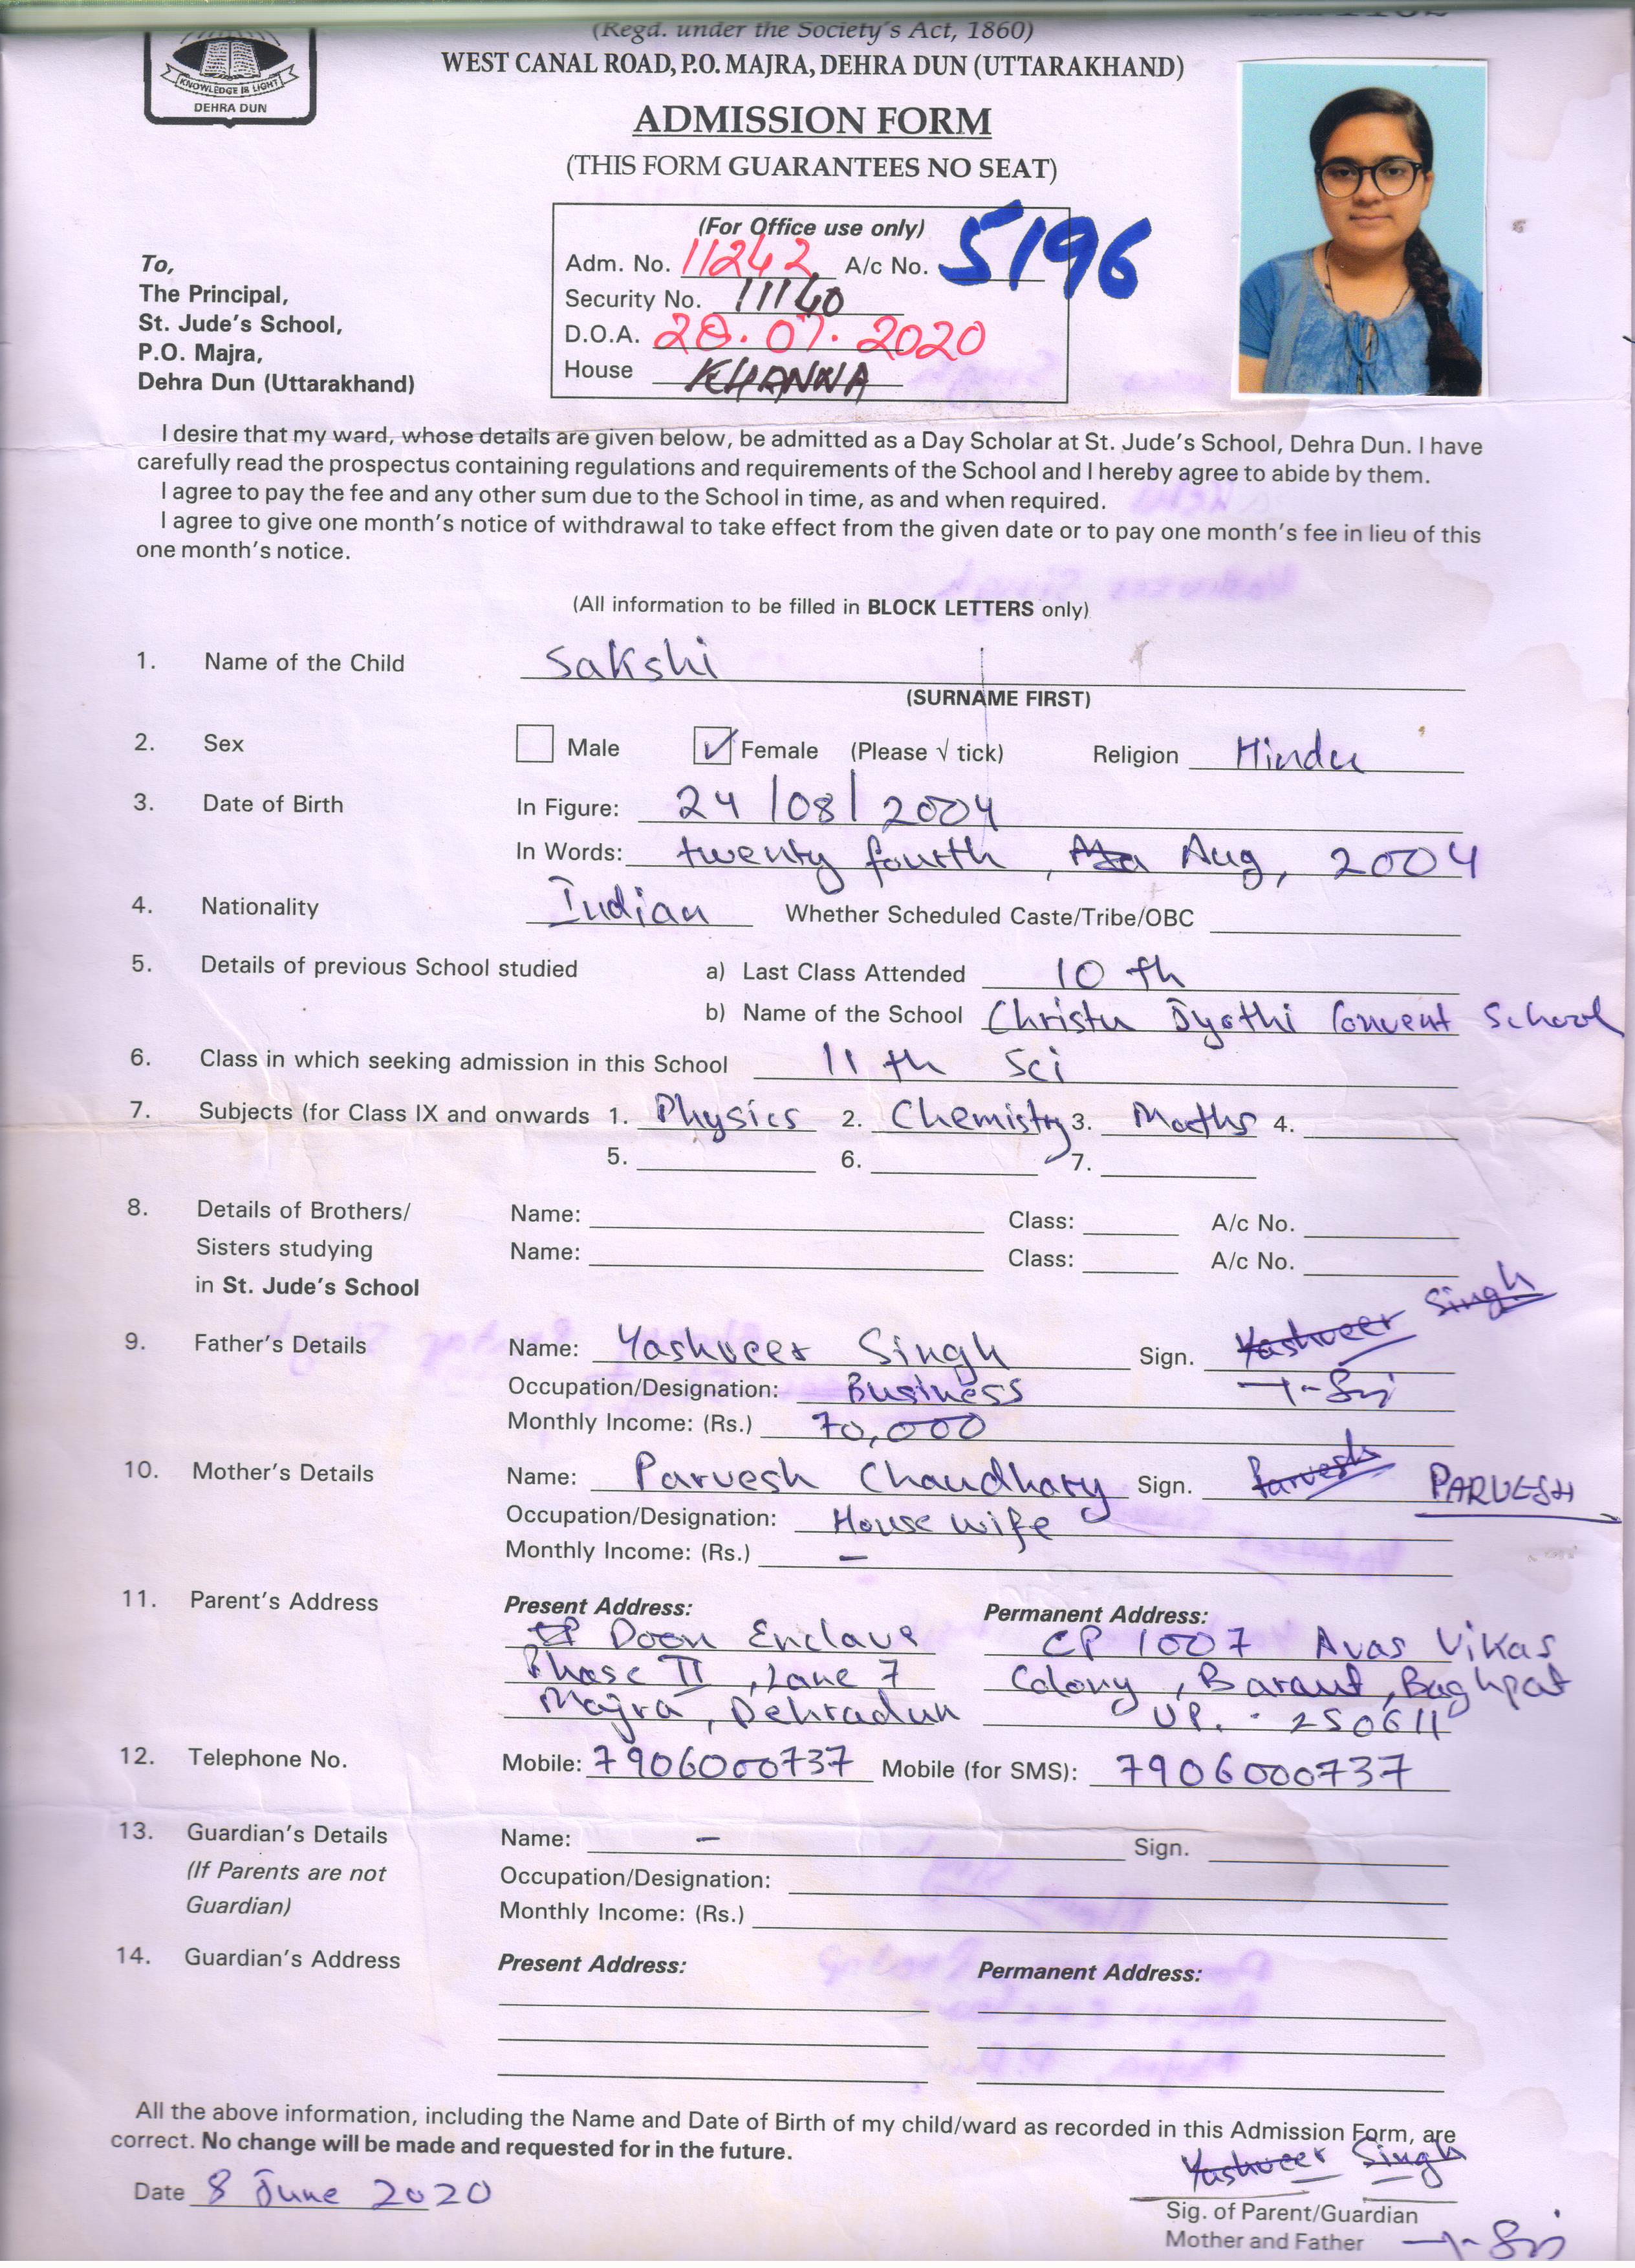 (Regd. under the Society's Act, 1860)
WEST CANAL ROAD, P.O. MAJRA, DEHRA DUN (UTTARAKHAND)
KNOWLEDGE IS LIGHT
DEHRA DUN
ADMISSION FORM
(THIS FORM GUARANTEES NO SEAT)
(For Office use only)
Adm. No. 11242 A/c No. 5196
Security No. 11140
D.O.A. 28.07.2020
House KHANNA
To,
The Principal,
St. Jude's School,
P.O. Majra,
Dehra Dun (Uttarakhand)
I desire that my ward, whose details are given below, be admitted as a Day Scholar at St. Jude's School, Dehra Dun. I have
carefully read the prospectus containing regulations and requirements of the School and I hereby agree to abide by them.
I agree to pay the fee and any other sum due to the School in time, as and when required.
I agree to give one month's notice of withdrawal to take effect from the given date or to pay one month's fee in lieu of this
one month's notice.
(All information to be filled in BLOCK LETTERS only)
1. Name of the Child Sakshi
(SURNAME FIRST)
2. Sex Male ✓ Female (Please √ tick) Religion Hindu
3. Date of Birth In Figure: 24/08/2004
In Words: twenty fourth, Aug, 2004
4. Nationality Indian Whether Scheduled Caste/Tribe/OBC
5. Details of previous School studied a) Last Class Attended 10 th
b) Name of the School Christu Jyothi Convent School
6. Class in which seeking admission in this School 11 th Sci
7. Subjects (for Class IX and onwards 1. Physics 2. Chemistry 3. Maths 4.
5. 6. 7.
8. Details of Brothers/ Name: Class: A/c No.
Sisters studying Name: Class: A/c No.
in St. Jude's School
9. Father's Details Name: Yashveer Singh Sign. Yashveer Singh
Occupation/Designation: Business
Monthly Income: (Rs.) 70,000
10. Mother's Details Name: Parvesh Chaudhary Sign. Parvesh PARVESH
Occupation/Designation: House wife
Monthly Income: (Rs.) –
11. Parent's Address Present Address: Permanent Address:
Doon Enclave CP 1007 Avas Vikas
Phase II, Lane 7 Colony, Baraut, Baghpat
Majra, Dehradun U.P. - 250611
12. Telephone No. Mobile: 7906000737 Mobile (for SMS): 7906000737
13. Guardian's Details Name: – Sign.
(If Parents are not Occupation/Designation:
Guardian) Monthly Income: (Rs.)
14. Guardian's Address Present Address: Permanent Address:
All the above information, including the Name and Date of Birth of my child/ward as recorded in this Admission Form, are
correct. No change will be made and requested for in the future.
Yashveer Singh
Date 8 June 2020
Sig. of Parent/Guardian
Mother and Father